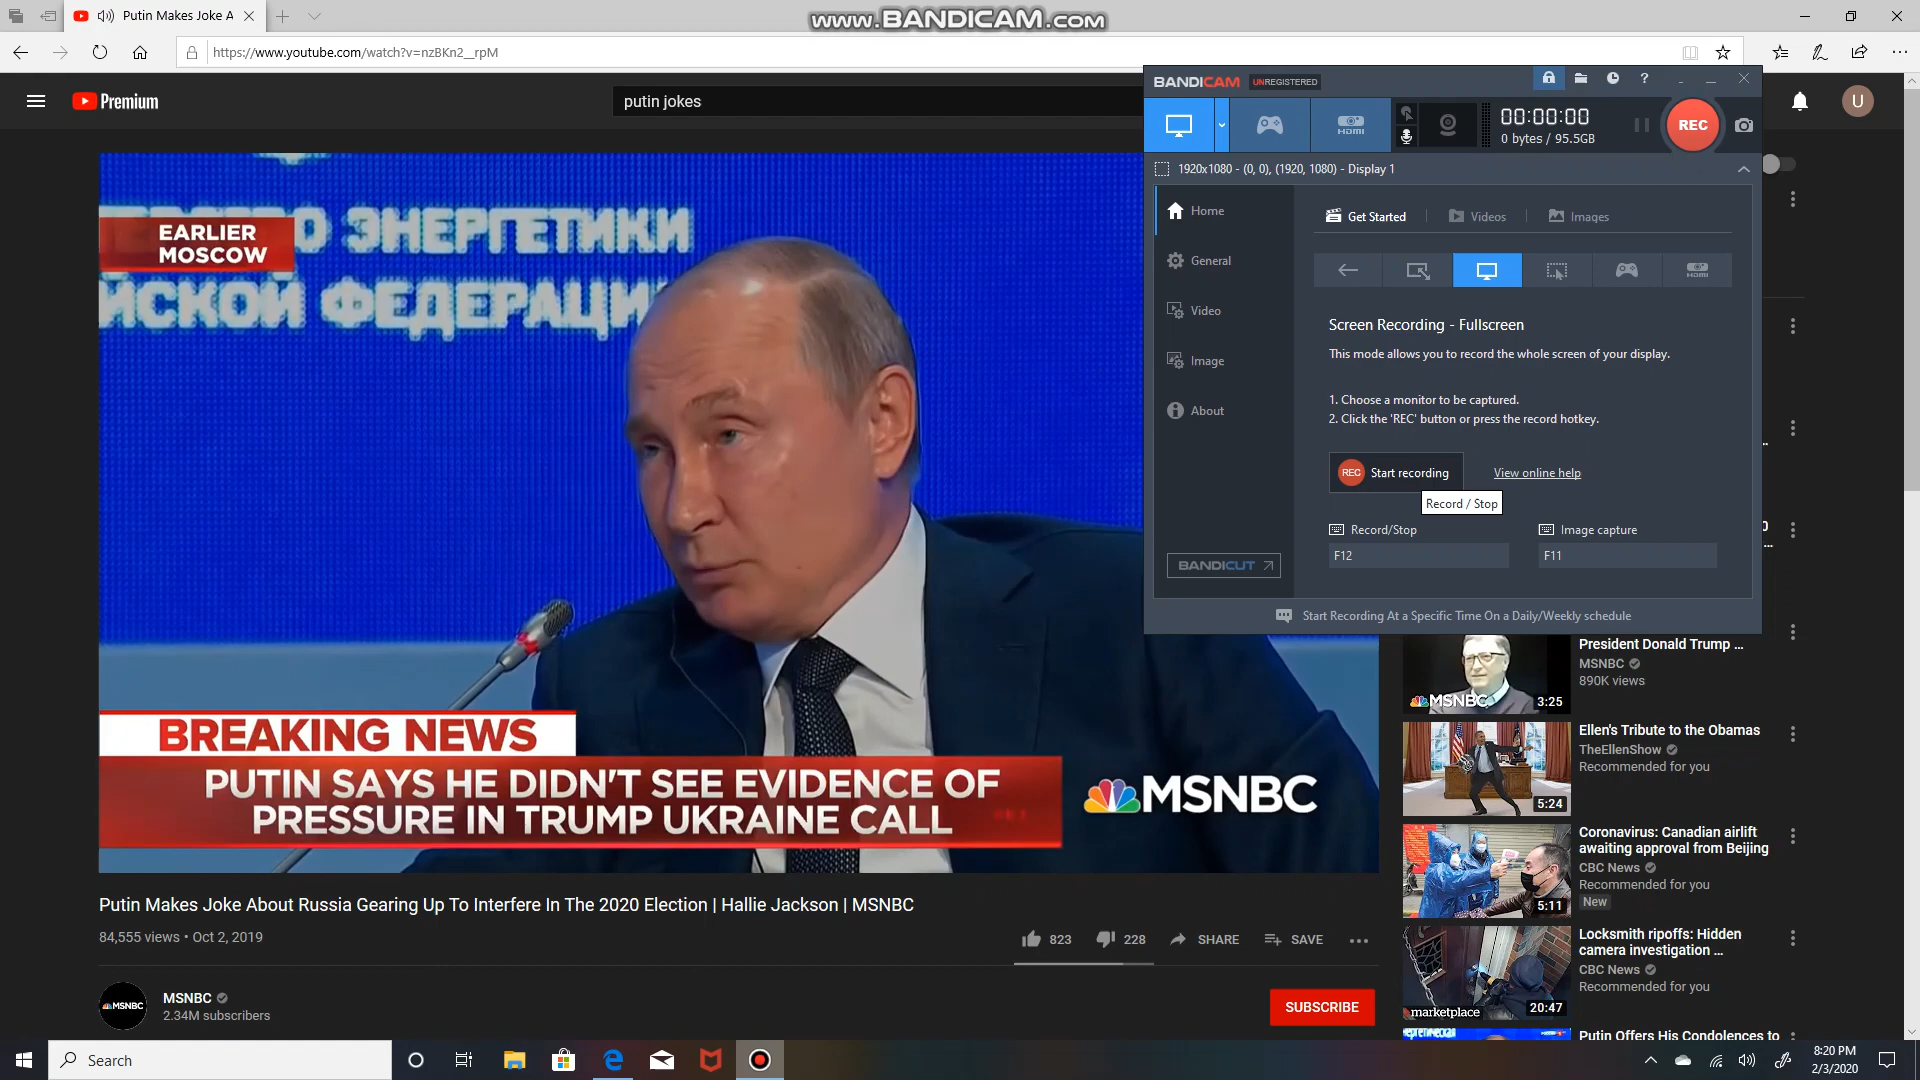 Putin Makes Joke A
www.BANDICAM.com
https://www.youtube.com/watch?v=nzBKn2__rpM
Premium
putin jokes
U
BANDICAM UNREGISTERED
?
HDMI
00:00:00
0 bytes / 95.5GB
REC
1920x1080 - (0, 0), (1920, 1080) - Display 1
Home
General
Video
Image
About
BANDICUT
Get Started
Videos
Images
Screen Recording - Fullscreen
This mode allows you to record the whole screen of your display.
1. Choose a monitor to be captured.
2. Click the 'REC' button or press the record hotkey.
REC Start recording
View online help
Record / Stop
Record/Stop
Image capture
F12
F11
Start Recording At a Specific Time On a Daily/Weekly schedule
О ЭНЕРГЕТИКИ
ЙСКОЙ ФЕДЕРАЦИ
EARLIER
MOSCOW
BREAKING NEWS
PUTIN SAYS HE DIDN'T SEE EVIDENCE OF
PRESSURE IN TRUMP UKRAINE CALL
MSNBC
Putin Makes Joke About Russia Gearing Up To Interfere In The 2020 Election | Hallie Jackson | MSNBC
84,555 views • Oct 2, 2019
823
228
SHARE
SAVE
MSNBC
MSNBC
2.34M subscribers
SUBSCRIBE
President Donald Trump ...
MSNBC
890K views
MSNBC
3:25
Ellen's Tribute to the Obamas
TheEllenShow
Recommended for you
5:24
Coronavirus: Canadian airlift
awaiting approval from Beijing
CBC News
Recommended for you
New
5:11
Locksmith ripoffs: Hidden
camera investigation ...
CBC News
Recommended for you
marketplace
20:47
Putin Offers His Condolences to
Search
8:20 PM
2/3/2020